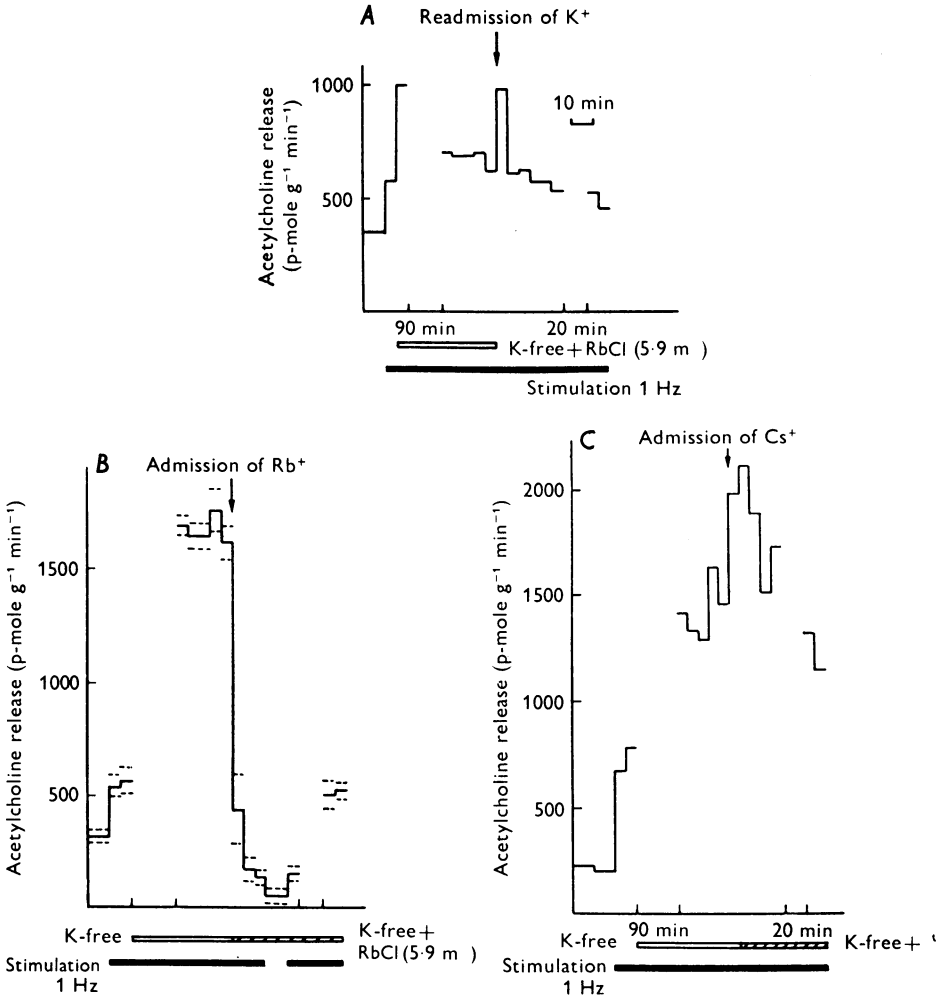 A
Readmission of K+
Acetylcholine release
(p-mole g−1 min−1)
1000
500
10 min
90 min
20 min
K-free+RbCl (5·9 m )
Stimulation 1 Hz
B
Admission of Rb+
Acetylcholine release (p-mole g−1 min−1)
1500
1000
500
K-free
K-free+
RbCl (5·9 m )
Stimulation
1 Hz
C
Admission of Cs+
Acetylcholine release (p-mole g−1 min−1)
2000
1500
1000
500
90 min
20 min
K-free
K-free+
Stimulation
1 Hz